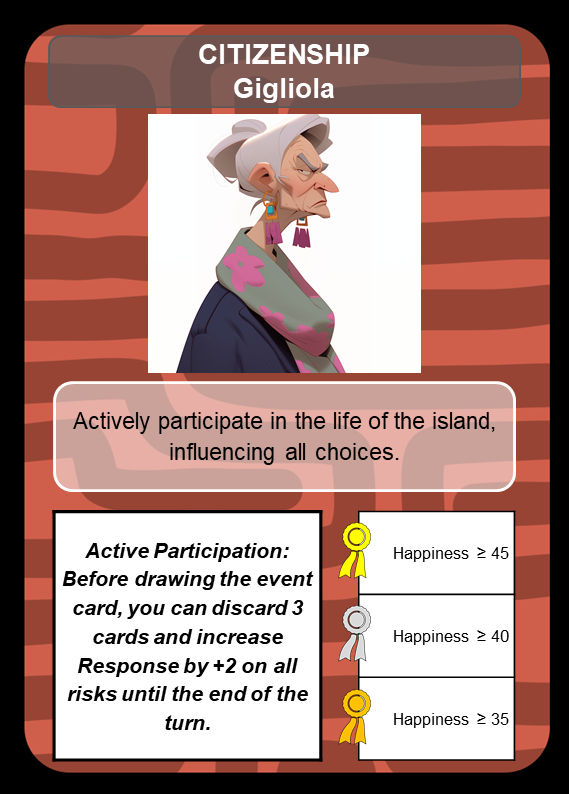 CITIZENSHIP
Gigliola
Actively participate in the life of the island,
influencing all choices.
Active Participation:
Before drawing the event
card, you can discard 3
cards and increase
Response by +2 on all
risks until the end of the
turn.
Happiness ≥ 45
Happiness ≥ 40
Happiness ≥ 35